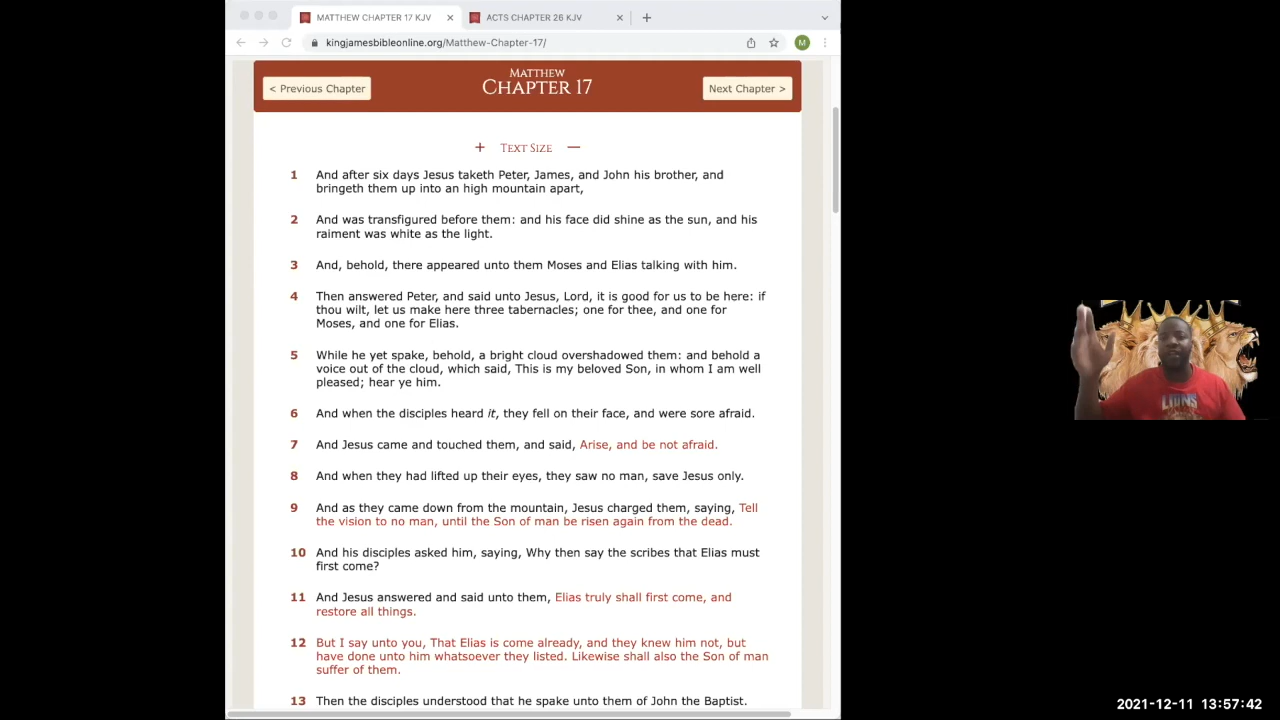 MATTHEW CHAPTER 17 KJV
ACTS CHAPTER 26 KJV
kingjamesbibleonline.org/Matthew-Chapter-17/
M
< Previous Chapter
MATTHEW
CHAPTER 17
Next Chapter >
+ TEXT SIZE —
1 And after six days Jesus taketh Peter, James, and John his brother, and
bringeth them up into an high mountain apart,
2 And was transfigured before them: and his face did shine as the sun, and his
raiment was white as the light.
3 And, behold, there appeared unto them Moses and Elias talking with him.
4 Then answered Peter, and said unto Jesus, Lord, it is good for us to be here: if
thou wilt, let us make here three tabernacles; one for thee, and one for
Moses, and one for Elias.
5 While he yet spake, behold, a bright cloud overshadowed them: and behold a
voice out of the cloud, which said, This is my beloved Son, in whom I am well
pleased; hear ye him.
6 And when the disciples heard it, they fell on their face, and were sore afraid.
7 And Jesus came and touched them, and said, Arise, and be not afraid.
8 And when they had lifted up their eyes, they saw no man, save Jesus only.
9 And as they came down from the mountain, Jesus charged them, saying, Tell
the vision to no man, until the Son of man be risen again from the dead.
10 And his disciples asked him, saying, Why then say the scribes that Elias must
first come?
11 And Jesus answered and said unto them, Elias truly shall first come, and
restore all things.
12 But I say unto you, That Elias is come already, and they knew him not, but
have done unto him whatsoever they listed. Likewise shall also the Son of man
suffer of them.
13 Then the disciples understood that he spake unto them of John the Baptist.
LIONS
2021-12-11 13:57:42